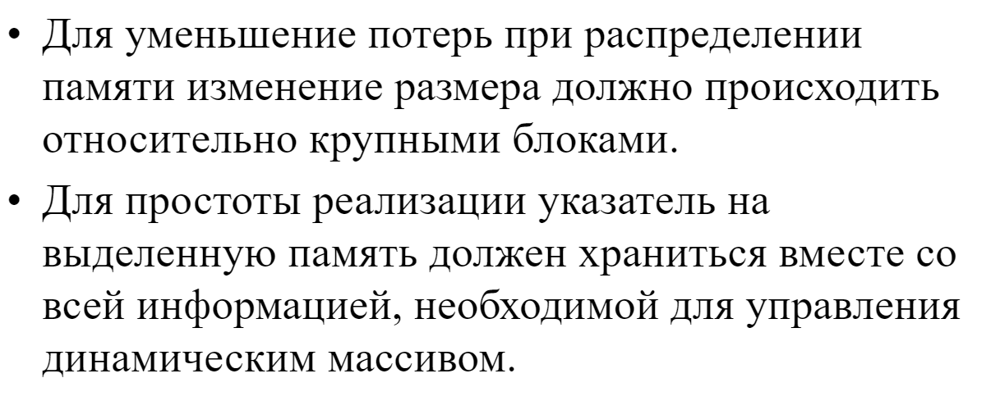 • Для уменьшение потерь при распределении
памяти изменение размера должно происходить
относительно крупными блоками.
• Для простоты реализации указатель на
выделенную память должен храниться вместе со
всей информацией, необходимой для управления
динамическим массивом.